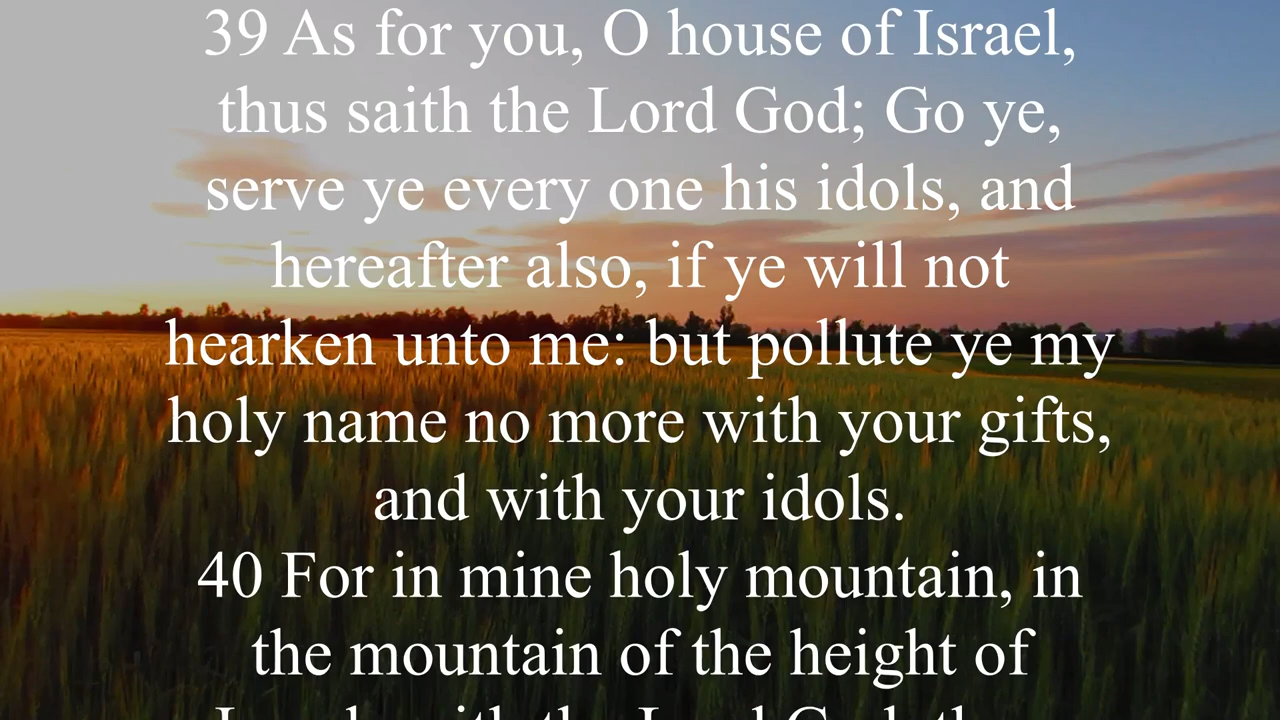 39 As for you, O house of Israel,
thus saith the Lord God; Go ye,
serve ye every one his idols, and
hereafter also, if ye will not
hearken unto me: but pollute ye my
holy name no more with your gifts,
and with your idols.
40 For in mine holy mountain, in
the mountain of the height of